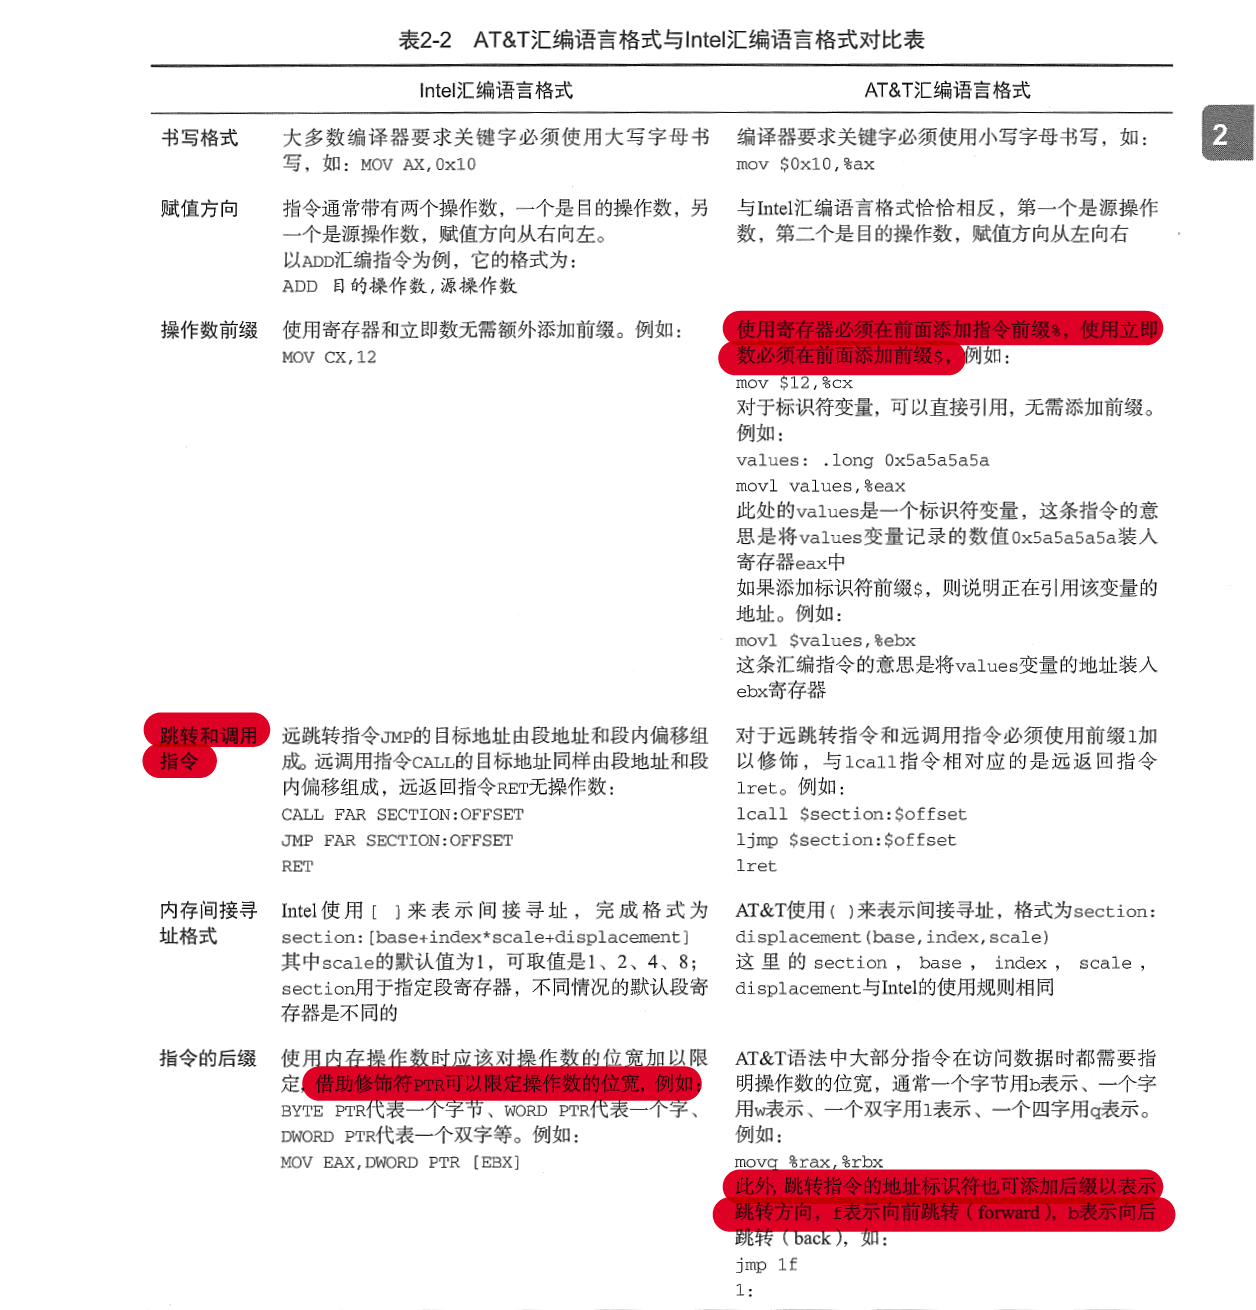 表2-2 AT&T汇编语言格式与Intel汇编语言格式对比表
Intel汇编语言格式
AT&T汇编语言格式
2
书写格式
大多数编译器要求关键字必须使用大写字母书
写，如：MOV AX,0x10
编译器要求关键字必须使用小写字母书写，如：
mov $0x10,%ax
赋值方向
指令通常带有两个操作数，一个是目的操作数，另
一个是源操作数，赋值方向从右向左。
以ADD汇编指令为例，它的格式为：
ADD 目的操作数,源操作数
与Intel汇编语言格式恰恰相反，第一个是源操作
数，第二个是目的操作数，赋值方向从左向右
操作数前缀
使用寄存器和立即数无需额外添加前缀。例如：
MOV CX,12
使用寄存器必须在前面添加指令前缀%，使用立即
数必须在前面添加前缀$，例如：
mov $12,%cx
对于标识符变量，可以直接引用，无需添加前缀。
例如：
values: .long 0x5a5a5a5a
movl values,%eax
此处的values是一个标识符变量，这条指令的意
思是将values变量记录的数值0x5a5a5a5a装入
寄存器eax中
如果添加标识符前缀$，则说明正在引用该变量的
地址。例如：
movl $values,%ebx
这条汇编指令的意思是将values变量的地址装入
ebx寄存器
跳转和调用
指令
远跳转指令JMP的目标地址由段地址和段内偏移组
成。远调用指令CALL的目标地址同样由段地址和段
内偏移组成，远返回指令RET无操作数：
CALL FAR SECTION:OFFSET
JMP FAR SECTION:OFFSET
RET
对于远跳转指令和远调用指令必须使用前缀l加
以修饰，与lcall指令相对应的是远返回指令
lret。例如：
lcall $section:$offset
ljmp $section:$offset
lret
内存间接寻
址格式
Intel使用[ ]来表示间接寻址，完成格式为
section:[base+index*scale+displacement]
其中scale的默认值为1，可取值是1、2、4、8；
section用于指定段寄存器，不同情况的默认段寄
存器是不同的
AT&T使用( )来表示间接寻址，格式为section:
displacement(base,index,scale)
这里的section，base，index，scale，
displacement与Intel的使用规则相同
指令的后缀
使用内存操作数时应该对操作数的位宽加以限
定，借助修饰符PTR可以限定操作数的位宽，例如：
BYTE PTR代表一个字节、WORD PTR代表一个字、
DWORD PTR代表一个双字等。例如：
MOV EAX,DWORD PTR [EBX]
AT&T语法中大部分指令在访问数据时都需要指
明操作数的位宽，通常一个字节用b表示、一个字
用w表示、一个双字用l表示、一个四字用q表示。
例如：
movq %rax,%rbx
此外，跳转指令的地址标识符也可添加后缀以表示
跳转方向，f表示向前跳转（forward），b表示向后
跳转（back），如：
jmp 1f
1: